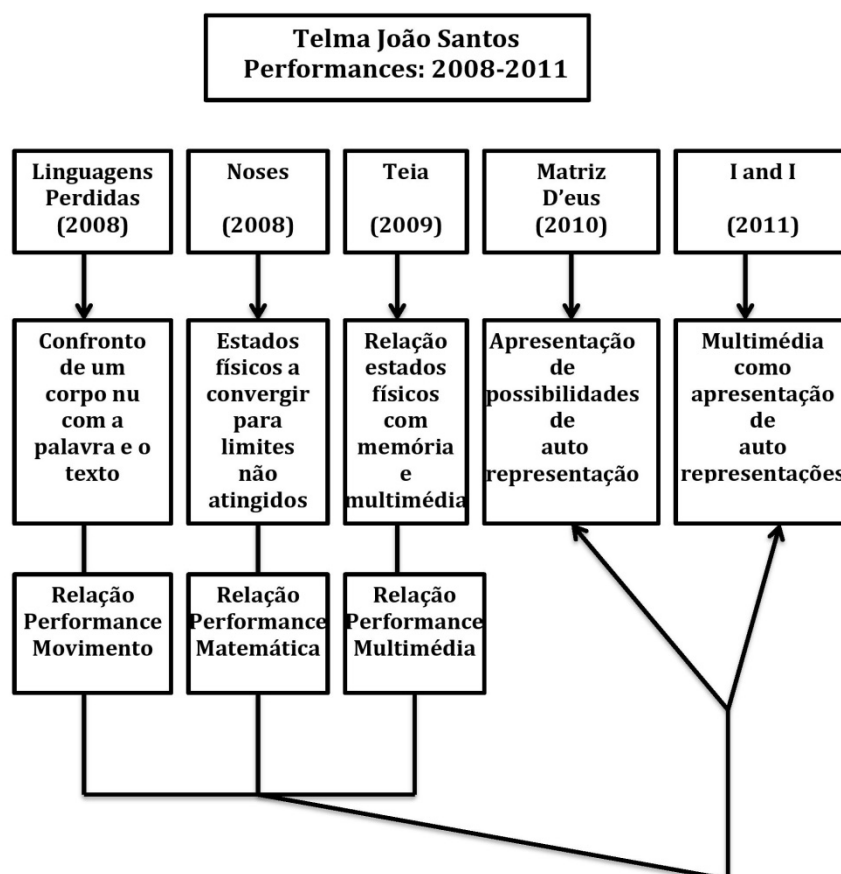 Telma João Santos
Performances: 2008-2011
Linguagens
Perdidas
(2008)
Noses
(2008)
Teia
(2009)
Matriz
D’eus
(2010)
I and I
(2011)
Confronto
de um
corpo nu
com a
palavra e o
texto
Estados
físicos a
convergir
para
limites
não
atingidos
Relação
estados
físicos
com
memória
e
multimédia
Apresentação
de
possibilidades
de
auto
representação
Multimédia
como
apresentação
de
auto
representações
Relação
Performance
Movimento
Relação
Performance
Matemática
Relação
Performance
Multimédia